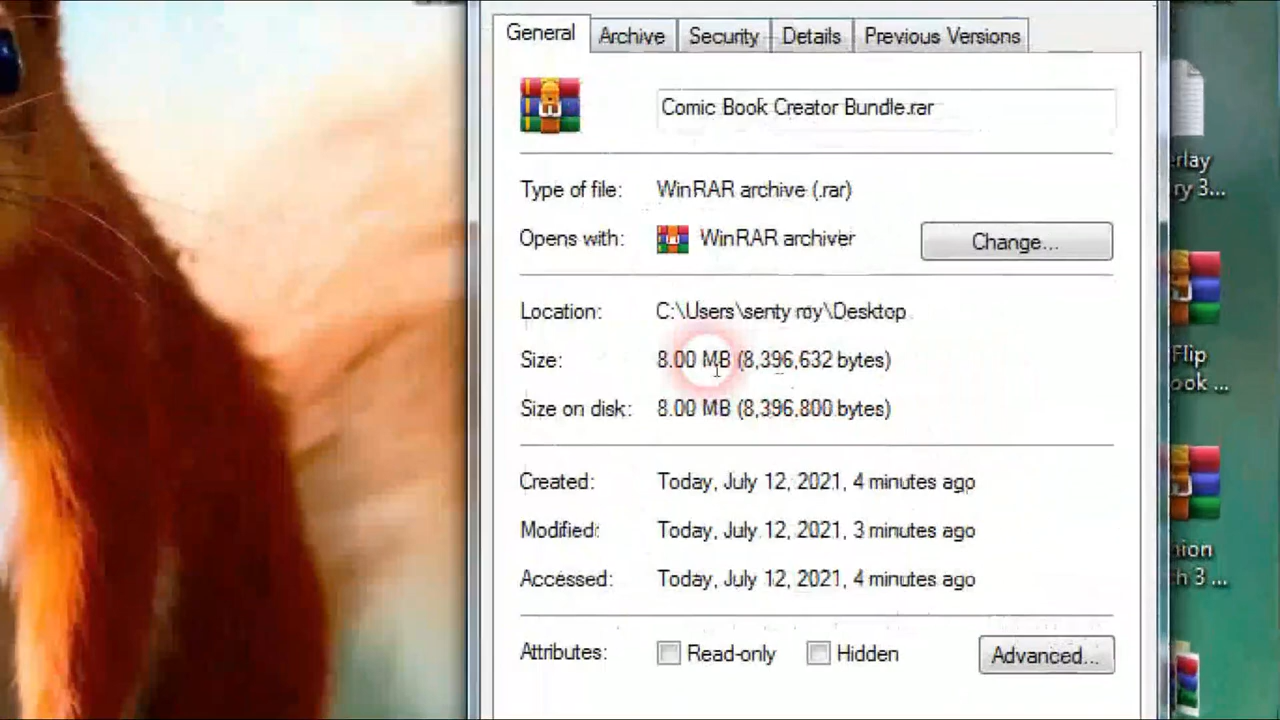 General Archive Security Details Previous Versions
Comic Book Creator Bundle.rar
Type of file: WinRAR archive (.rar)
Opens with: WinRAR archiver Change...
Location: C:\Users\senty roy\Desktop
Size: 8.00 MB (8,396,632 bytes)
Size on disk: 8.00 MB (8,396,800 bytes)
Created: Today, July 12, 2021, 4 minutes ago
Modified: Today, July 12, 2021, 3 minutes ago
Accessed: Today, July 12, 2021, 4 minutes ago
Attributes: Read-only Hidden Advanced...
erlay
ry 3...
Flip
ook ...
nion
h 3 ...